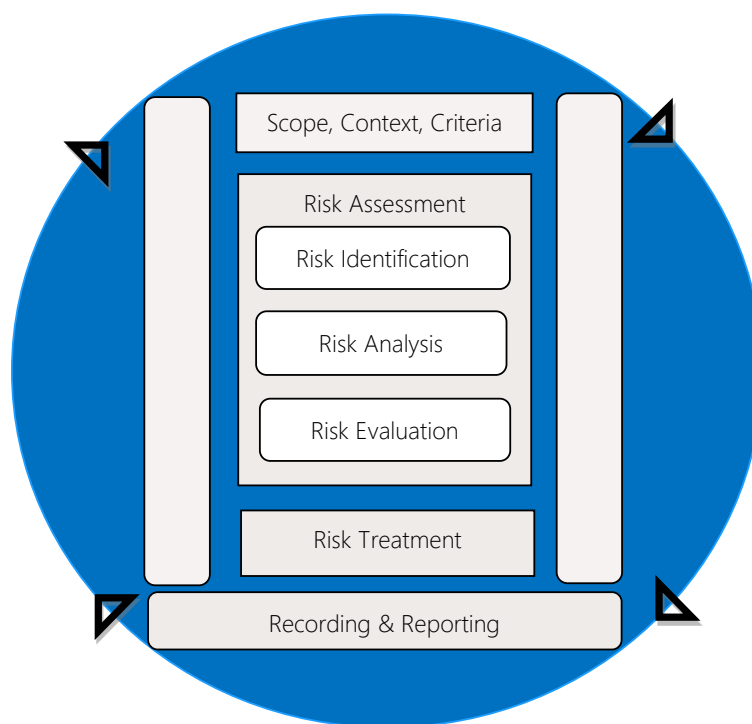 Scope, Context, Criteria
Risk Assessment
Risk Identification
Risk Analysis
Risk Evaluation
Risk Treatment
Recording & Reporting